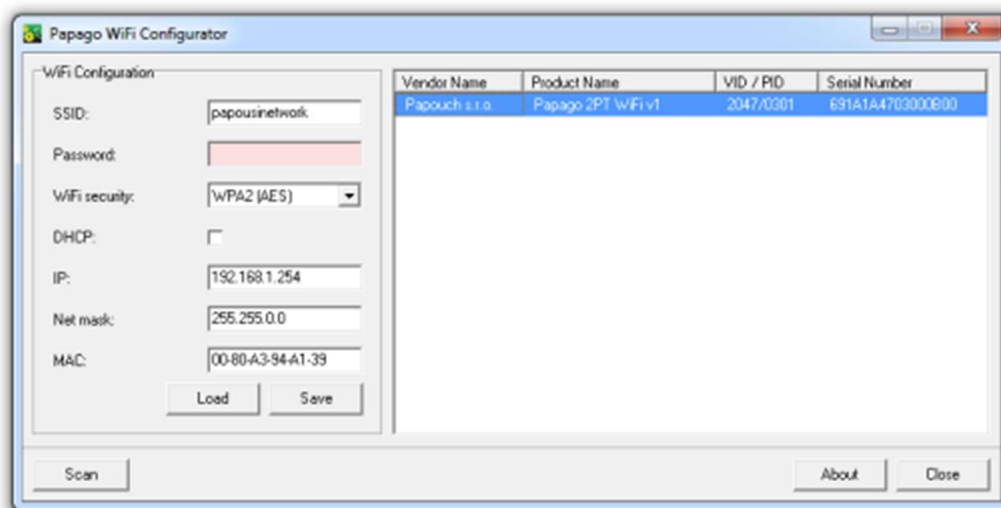 Papago WiFi Configurator
WiFi Configuration
SSID: papousinetwork
Password:
WiFi security: WPA2 (AES)
DHCP:
IP: 192.168.1.254
Net mask: 255.255.0.0
MAC: 00-80-A3-94-A1-39
Load Save
Vendor Name Product Name VID / PID Serial Number
Papouch s.r.o. Papago 2PT WiFi v1 2047/0301 691A1A4703000B00
Scan About Close